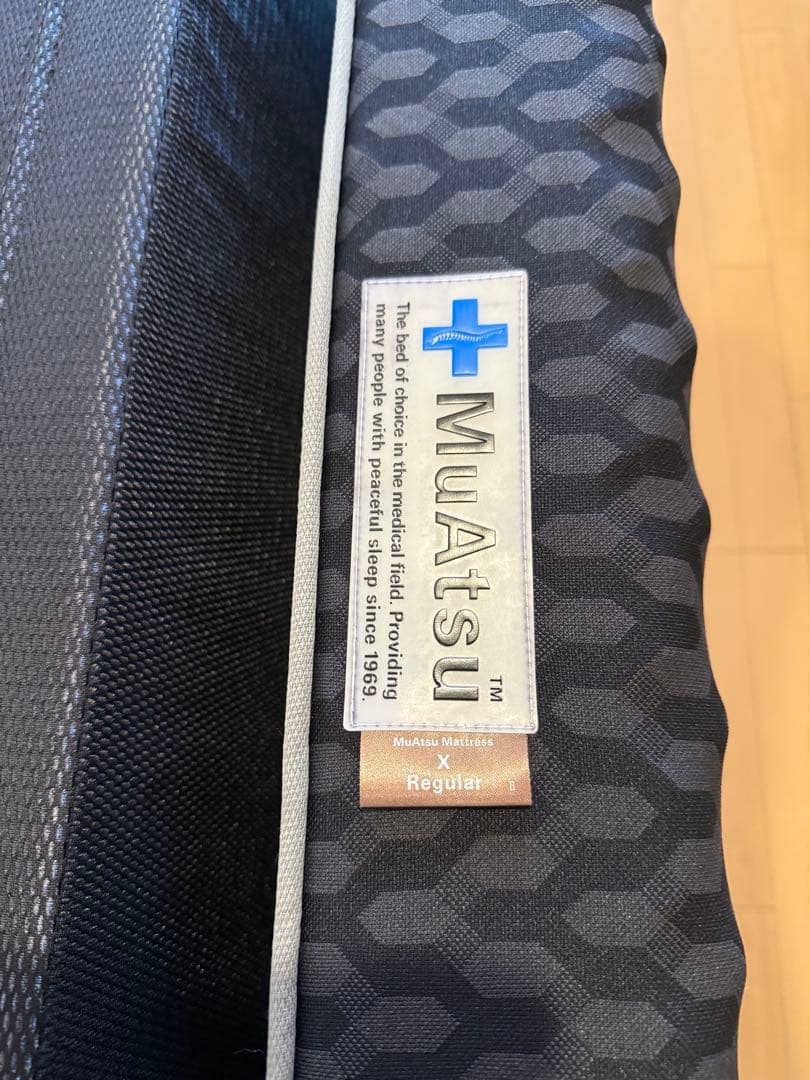 MuAtsu™
The bed of choice in the medical field. Providing
many people with peaceful sleep since 1969.
MuAtsu Mattress
X
Regular